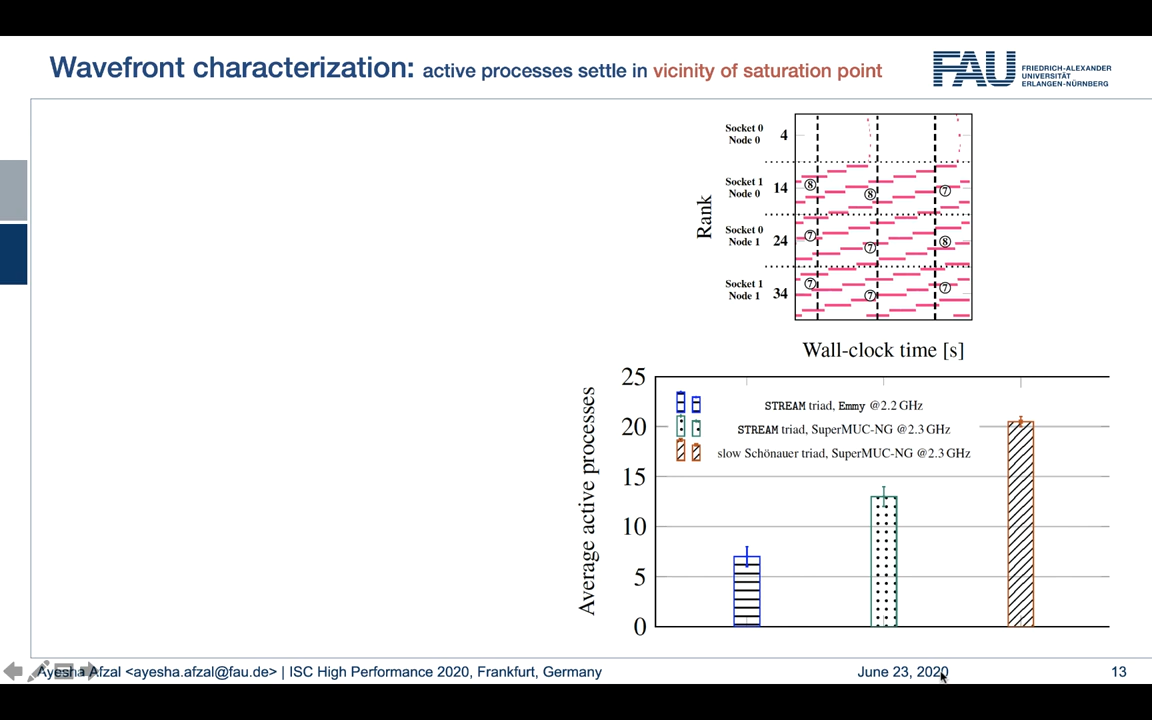 Wavefront characterization: active processes settle in vicinity of saturation point
FAU FRIEDRICH-ALEXANDER
UNIVERSITÄT
ERLANGEN-NÜRNBERG
Socket 0
Node 0
4
Socket 1
Node 0
14
Socket 0
Node 1
24
Socket 1
Node 1
34
Rank
⑧ ⑧ ⑦
⑦ ⑦ ⑧
⑦ ⑦ ⑦
Wall-clock time [s]
Average active processes
25
20
15
10
5
0
STREAM triad, Emmy @2.2 GHz
STREAM triad, SuperMUC-NG @2.3 GHz
slow Schönauer triad, SuperMUC-NG @2.3 GHz
Ayesha Afzal <ayesha.afzal@fau.de> | ISC High Performance 2020, Frankfurt, Germany
June 23, 2020
13